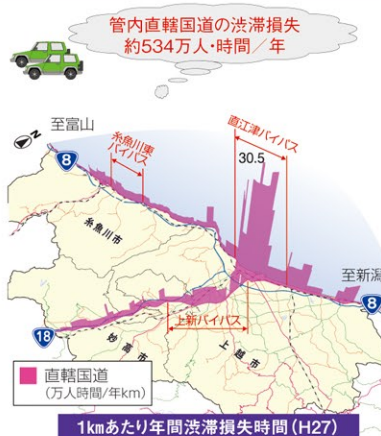 管内直轄国道の渋滞損失
約534万人・時間／年
至富山
N
8
糸魚川東
バイパス
直江津バイパス
30.5
糸魚川市
至新潟
8
上新バイパス
18
妙高市
上越市
直轄国道
(万人時間/年km)
1kmあたり年間渋滞損失時間(H27)